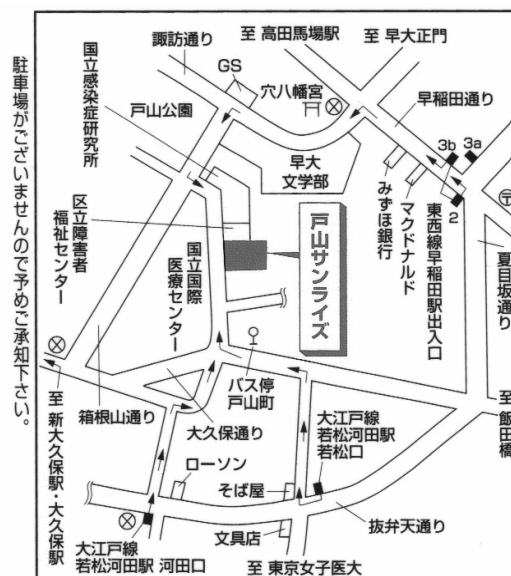 駐車場がございませんので予めご承知下さい。
諏訪通り
至 高田馬場駅
至 早大正門
GS
穴八幡宮
早稲田通り
国立感染症研究所
戸山公園
3b
3a
早大
文学部
みずほ銀行
マクドナルド
東西線早稲田駅出入口
2
〒
夏目坂通り
区立障害者
福祉センター
国立国際
医療センター
戸山サンライズ
バス停
戸山町
至 飯田橋
至 新大久保駅・大久保駅
箱根山通り
大久保通り
大江戸線
若松河田駅
若松口
ローソン
そば屋
文具店
抜弁天通り
大江戸線
若松河田駅 河田口
至 東京女子医大